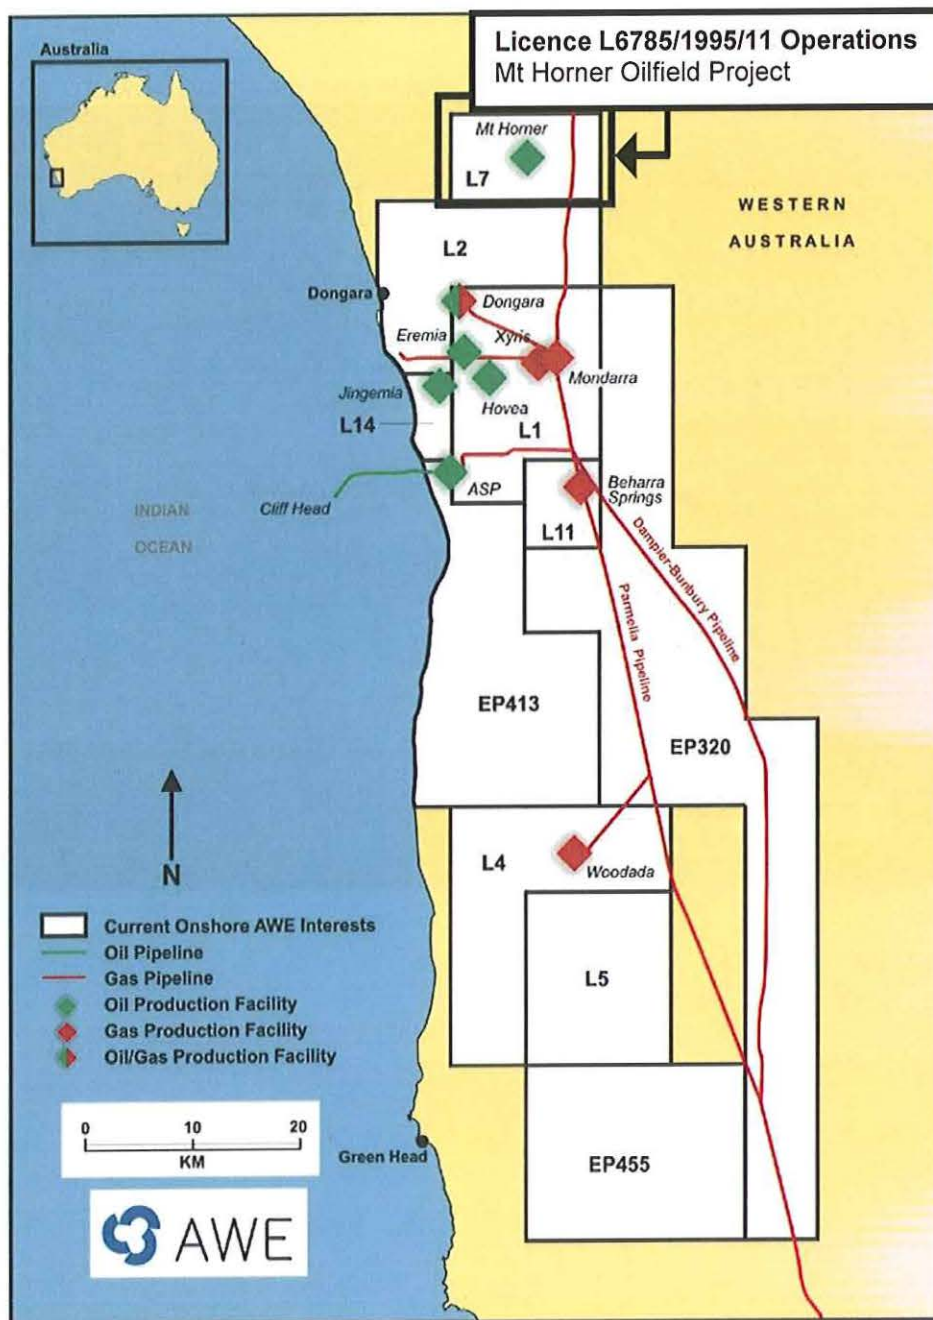 Australia
Licence L6785/1995/11 Operations
Mt Horner Oilfield Project
Mt Horner
L7
WESTERN
AUSTRALIA
L2
Dongara
Dongara
Eremia
Xyris
Mondarra
Jingemia
Hovea
L14
L1
Cliff Head
ASP
Beharra
Springs
L11
INDIAN
OCEAN
Dampier-Bunbury Pipeline
Parmelia Pipeline
EP413
EP320
N
L4
Woodada
L5
Current Onshore AWE Interests
Oil Pipeline
Gas Pipeline
Oil Production Facility
Gas Production Facility
Oil/Gas Production Facility
0 10 20
KM
Green Head
EP455
AWE